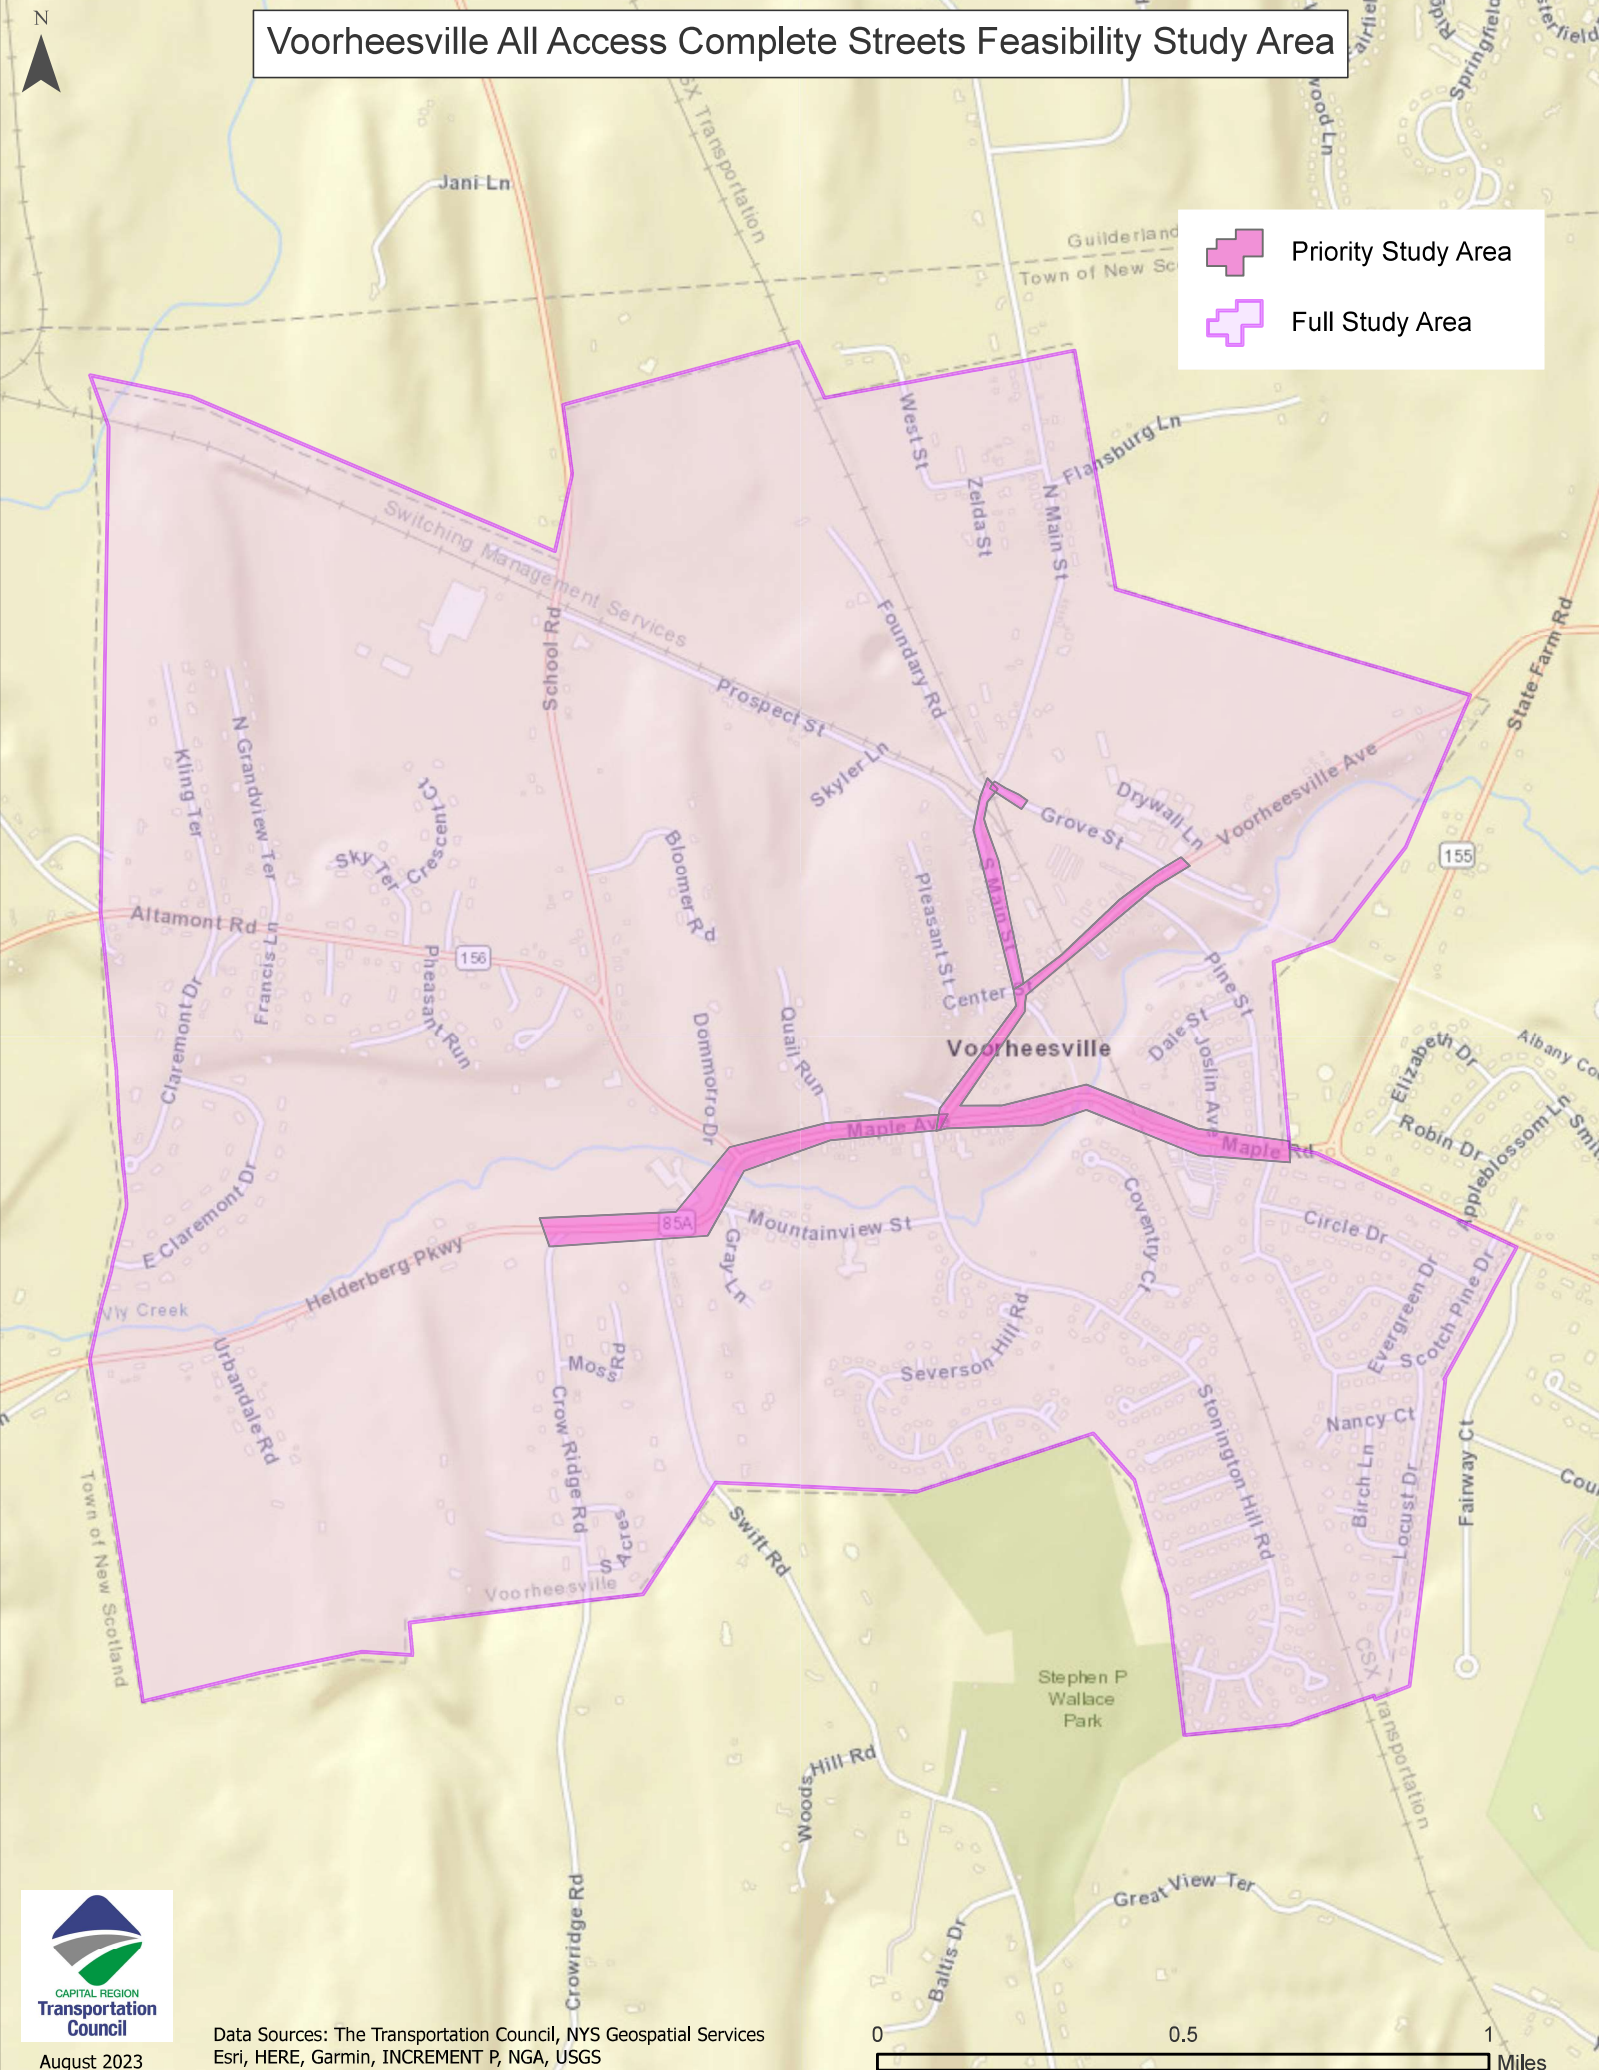 N
Voorheesville All Access Complete Streets Feasibility Study Area
Priority Study Area
Full Study Area
Springfield
Jani Ln
Transportation
Guilderland
Town of New
Flansburg Ln
West St
Zelda St
N Main St
Switching Management Services
School Rd
Foundary Rd
State Farm Rd
Prospect St
Skyler Ln
Kling Ter
N Grandview Ter
Crescent Ct
Sky Ter
Drywall Ln
Grove St
Voorheesville Ave
155
Bloomer Rd
Pleasant St
S Main St
Altamont Rd
156
Francis Ln
Pheasant Run
Claremont Dr
Center St
Pine St
Dale St
Joslin Ave
Voorheesville
Quail Run
Dommorro Dr
Elizabeth Dr
Robin Dr
Appleblossom Ln
Maple Ave
Maple Rd
85A
Mountainview St
Gray Ln
Coventry Ct
Circle Dr
E Claremont Dr
Helderberg Pkwy
Vly Creek
Urbandale Rd
Moss Rd
Severson Hill Rd
Evergreen Dr
Scotch Pine Dr
Crow Ridge Rd
Stonington Hill Rd
Nancy Ct
Birch Ln
Locust Dr
Fairway Ct
S Acres
Swift Rd
Voorheesville
Town of New Scotland
Stephen P
Wallace
Park
CSX Transportation
Woods Hill Rd
Great View Ter
Baltis Dr
Crowridge Rd
CAPITAL REGION
Transportation
Council
August 2023
Data Sources: The Transportation Council, NYS Geospatial Services
Esri, HERE, Garmin, INCREMENT P, NGA, USGS
0 0.5 1
Miles